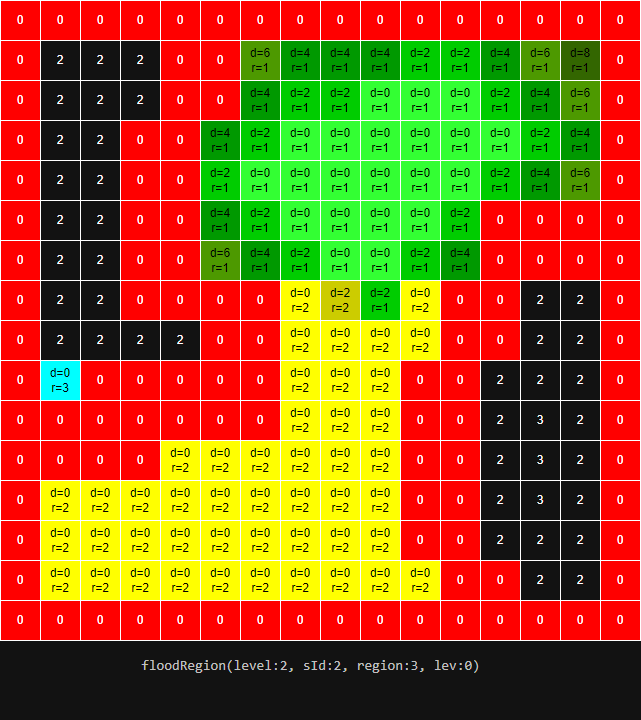 0 0 0 0 0 0 0 0 0 0 0 0 0 0 0 0
0 2 2 2 0 0 d=6 r=1 d=4 r=1 d=4 r=1 d=4 r=1 d=2 r=1 d=2 r=1 d=4 r=1 d=6 r=1 d=8 r=1 0
0 2 2 2 0 0 d=4 r=1 d=2 r=1 d=2 r=1 d=0 r=1 d=0 r=1 d=0 r=1 d=2 r=1 d=4 r=1 d=6 r=1 0
0 2 2 0 0 d=4 r=1 d=2 r=1 d=0 r=1 d=0 r=1 d=0 r=1 d=0 r=1 d=0 r=1 d=0 r=1 d=2 r=1 d=4 r=1 0
0 2 2 0 0 d=2 r=1 d=0 r=1 d=0 r=1 d=0 r=1 d=0 r=1 d=0 r=1 d=0 r=1 d=2 r=1 d=4 r=1 d=6 r=1 0
0 2 2 0 0 d=4 r=1 d=2 r=1 d=0 r=1 d=0 r=1 d=0 r=1 d=0 r=1 d=2 r=1 0 0 0 0
0 2 2 0 0 d=6 r=1 d=4 r=1 d=2 r=1 d=0 r=1 d=0 r=1 d=2 r=1 d=4 r=1 0 0 0 0
0 2 2 0 0 0 0 d=0 r=2 d=2 r=2 d=2 r=1 d=0 r=2 0 0 2 2 0
0 2 2 2 2 0 0 d=0 r=2 d=0 r=2 d=0 r=2 d=0 r=2 0 0 2 2 0
0 d=0 r=3 0 0 0 0 0 d=0 r=2 d=0 r=2 d=0 r=2 0 0 2 2 2 0
0 0 0 0 0 0 0 d=0 r=2 d=0 r=2 d=0 r=2 0 0 2 3 2 0
0 0 0 0 d=0 r=2 d=0 r=2 d=0 r=2 d=0 r=2 d=0 r=2 d=0 r=2 0 0 2 3 2 0
0 d=0 r=2 d=0 r=2 d=0 r=2 d=0 r=2 d=0 r=2 d=0 r=2 d=0 r=2 d=0 r=2 d=0 r=2 0 0 2 3 2 0
0 d=0 r=2 d=0 r=2 d=0 r=2 d=0 r=2 d=0 r=2 d=0 r=2 d=0 r=2 d=0 r=2 d=0 r=2 0 0 2 2 2 0
0 d=0 r=2 d=0 r=2 d=0 r=2 d=0 r=2 d=0 r=2 d=0 r=2 d=0 r=2 d=0 r=2 d=0 r=2 d=0 r=2 0 0 2 2 0
0 0 0 0 0 0 0 0 0 0 0 0 0 0 0 0
floodRegion(level:2, sId:2, region:3, lev:0)